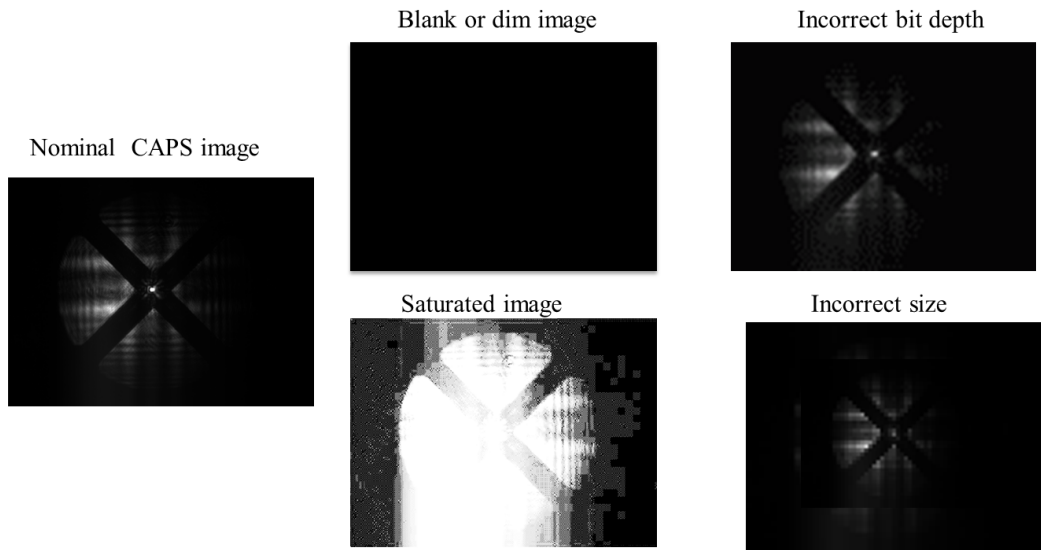 Blank or dim image
Incorrect bit depth
Nominal CAPS image
Saturated image
Incorrect size